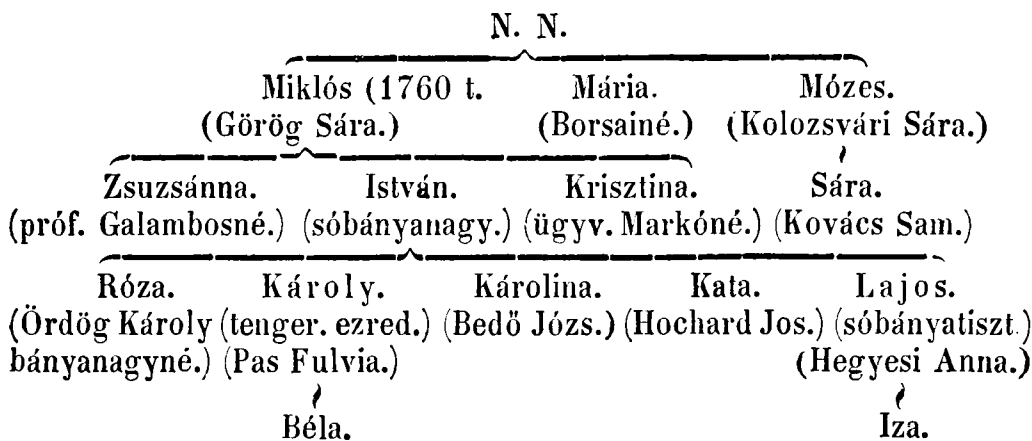 N. N.
Miklós (1760 t. Mária. Mózes.
(Görög Sára.) (Borsainé.) (Kolozsvári Sára.)
Zsuzsánna. István. Krisztina. Sára.
(próf. Galambosné.) (sóbányanagy.) (ügyv. Markóné.) (Kovács Sam.)
Róza. Károly. Károlina. Kata. Lajos.
(Ördög Károly (tenger. ezred.) (Bedő Józs.) (Hochard Jos.) (sóbányatiszt.)
bányanagyné.) (Pas Fulvia.) (Hegyesi Anna.)
Béla. Iza.